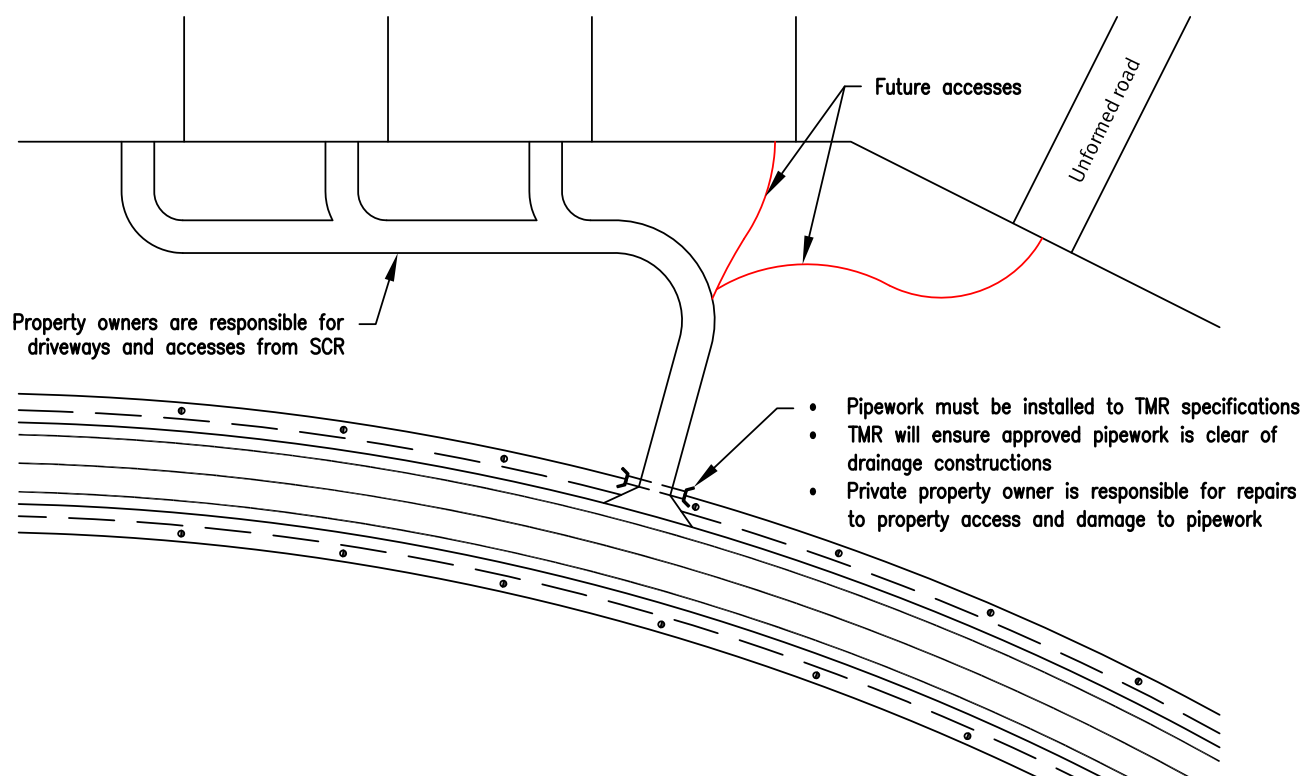 Future accesses
Unformed road
Property owners are responsible for
driveways and accesses from SCR
• Pipework must be installed to TMR specifications
• TMR will ensure approved pipework is clear of
drainage constructions
• Private property owner is responsible for repairs
to property access and damage to pipework